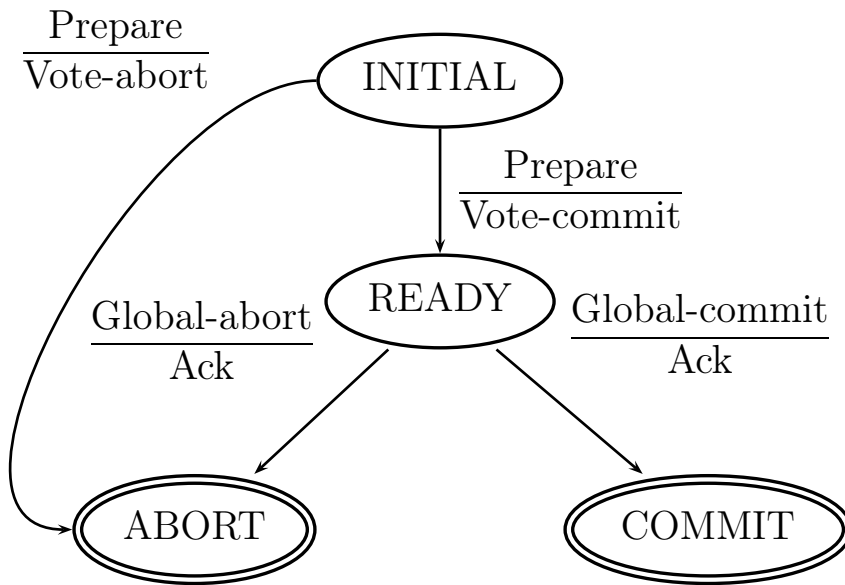 Prepare
Vote-abort
INITIAL
Prepare
Vote-commit
READY
Global-abort
Ack
Global-commit
Ack
ABORT
COMMIT